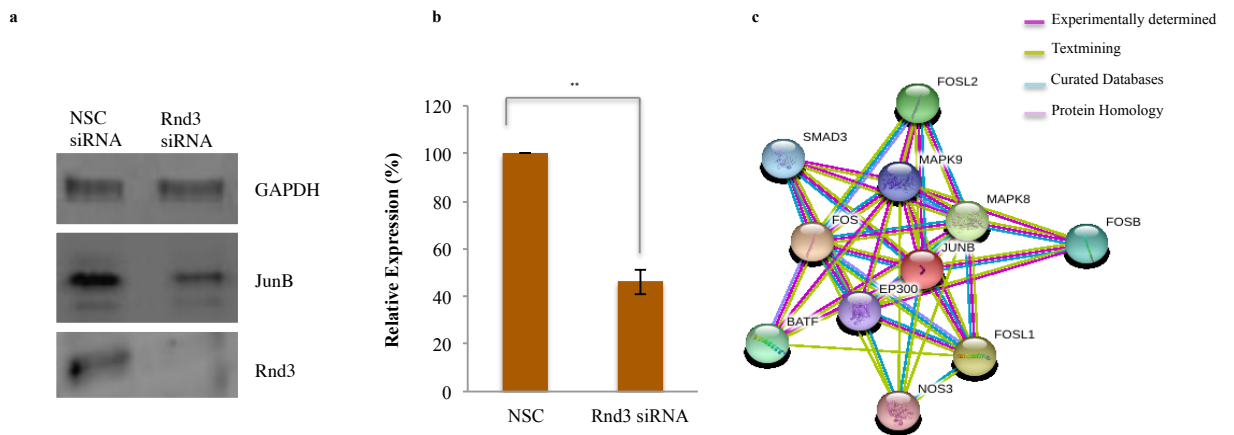 a
NSC
siRNA
Rnd3
siRNA
GAPDH
JunB
Rnd3
b
**
120
100
80
60
40
20
0
Relative Expression (%)
NSC
Rnd3 siRNA
c
Experimentally determined
Textmining
Curated Databases
Protein Homology
FOSL2
SMAD3
MAPK9
MAPK8
FOS
FOSB
JUNB
EP300
BATF
FOSL1
NOS3